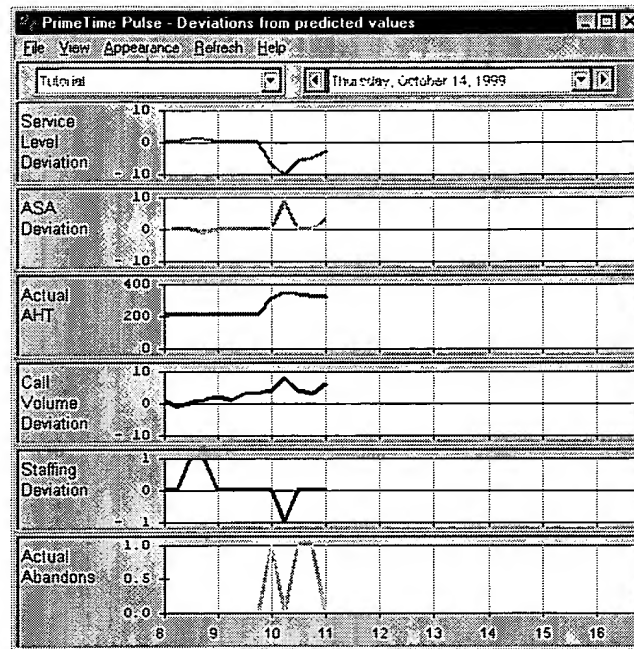 PrimeTime Pulse - Deviations from predicted values
File View Appearance Refresh Help
Tutorial
Thursday, October 14, 1999
Service
Level
Deviation
10
0
- 10
ASA
Deviation
10
0
- 10
Actual
AHT
400
200
0
Call
Volume
Deviation
10
0
- 10
Staffing
Deviation
1
0
- 1
Actual
Abandons
1.0
0.5
0.0
8 9 10 11 12 13 14 15 16